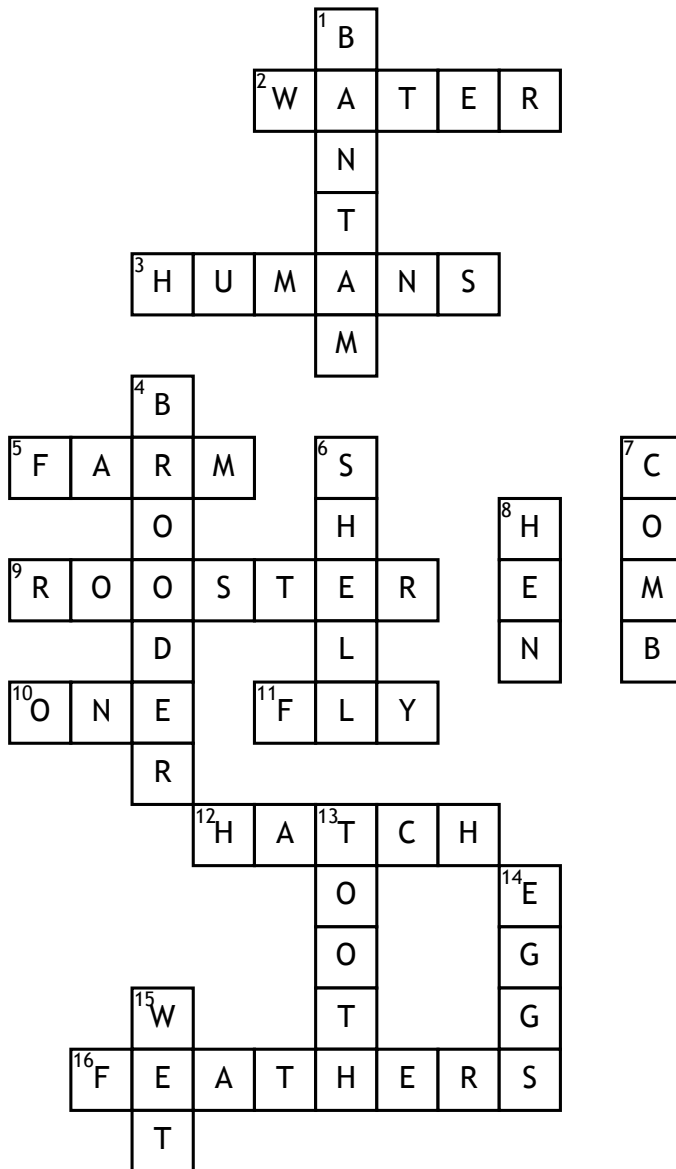 1 B
2 W A T E R
N
T
3 H U M A N S
M
4 B
5 F A R M 6 S 7 C
O H 8 H O
9 R O O S T E R E M
D L N B
10 O N E 11 F L Y
R
12 H A 13 T C H
O 14 E
O G
15 W T G
16 F E A T H E R S
T